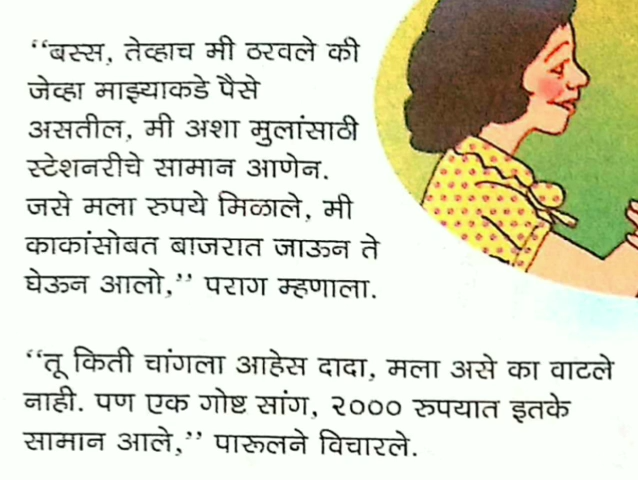 “बस्स, तेव्हाच मी ठरवले की
जेव्हा माझ्याकडे पैसे
असतील, मी अशा मुलांसाठी
स्टेशनरीचे सामान आणेन.
जसे मला रुपये मिळाले, मी
काकांसोबत बाजरात जाऊन ते
घेऊन आलो,” पराग म्हणाला.
“तू किती चांगला आहेस दादा, मला असे का वाटले
नाही. पण एक गोष्ट सांग, २००० रुपयात इतके
सामान आले,” पारूलने विचारले.